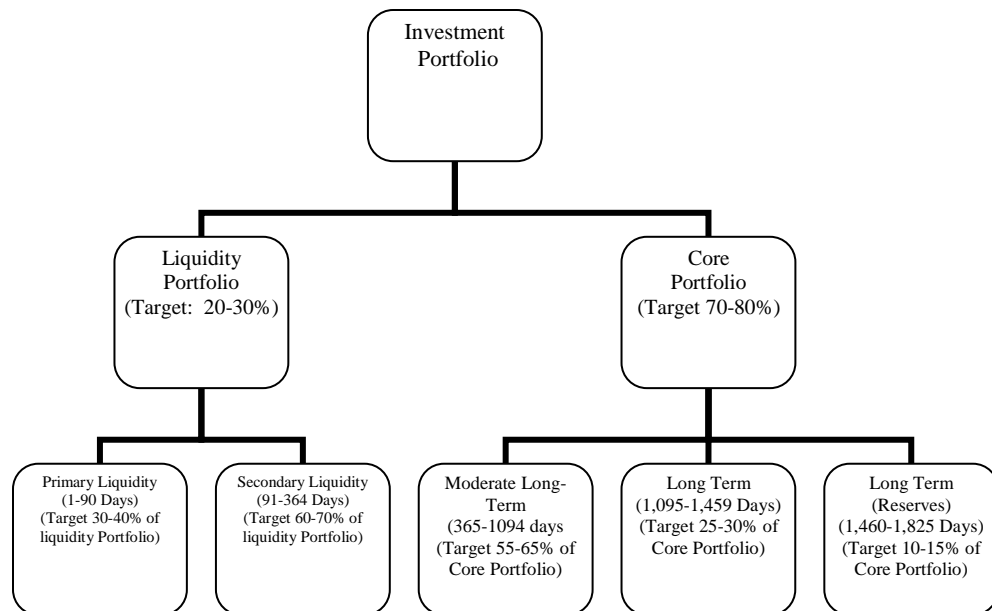 Investment
Portfolio
Liquidity
Portfolio
(Target:  20-30%)
Core
Portfolio
(Target 70-80%)
Primary Liquidity
(1-90 Days)
(Target 30-40% of
liquidity Portfolio)
Secondary Liquidity
(91-364 Days)
(Target 60-70% of
liquidity Portfolio)
Moderate Long-
Term
(365-1094 days
(Target 55-65% of
Core Portfolio)
Long Term
(1,095-1,459 Days)
(Target 25-30% of
Core Portfolio)
Long Term
(Reserves)
1,460-1,825 Days)
(Target 10-15% of
Core Portfolio)